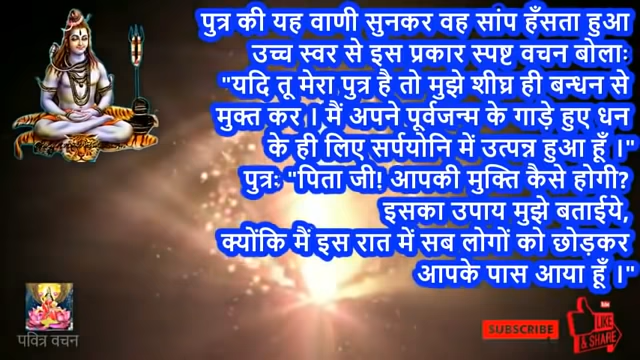 पुत्र की यह वाणी सुनकर वह सांप हँसता हुआ
उच्च स्वर से इस प्रकार स्पष्ट वचन बोलाः
"यदि तू मेरा पुत्र है तो मुझे शीघ्र ही बन्धन से
मुक्त कर । मैं अपने पूर्वजन्म के गाड़े हुए धन
के ही लिए सर्पयोनि में उत्पन्न हुआ हूँ ।"
पुत्रः "पिता जी! आपकी मुक्ति कैसे होगी?
इसका उपाय मुझे बताईये,
क्योंकि मैं इस रात में सब लोगों को छोड़कर
आपके पास आया हूँ ।"
पवित्र वचन
SUBSCRIBE
LIKE
& SHARE